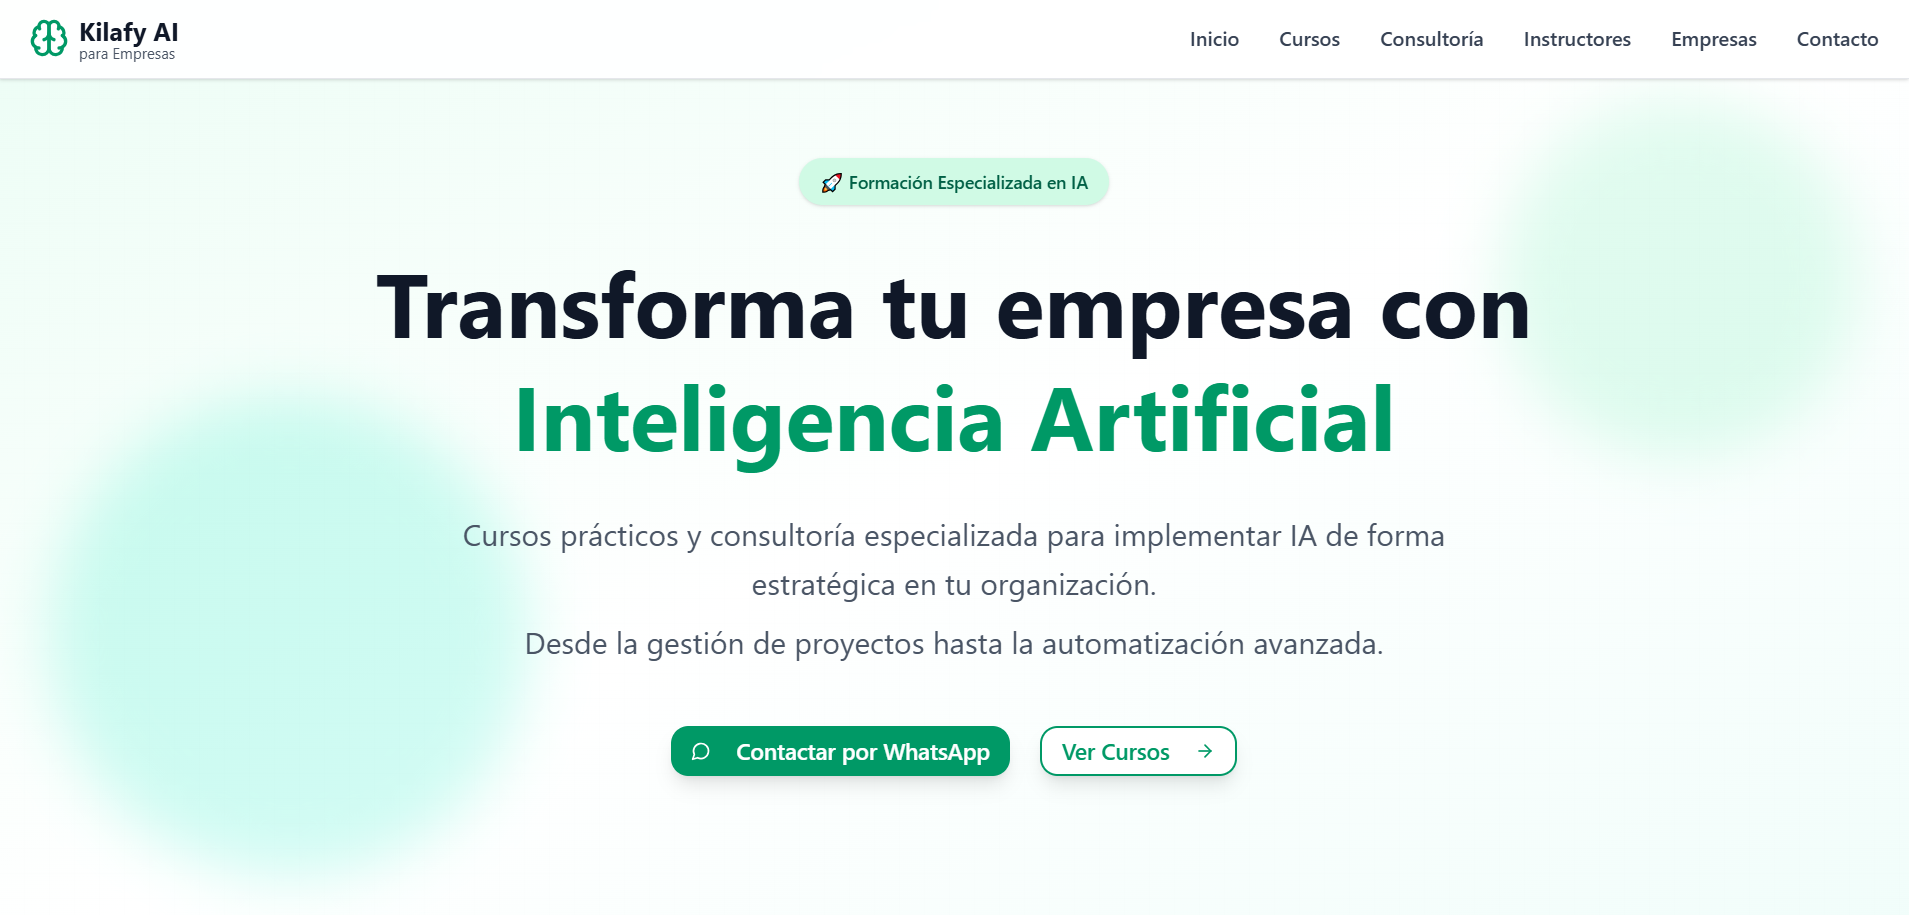 Kilafy AI
para Empresas
Inicio
Cursos
Consultoría
Instructores
Empresas
Contacto
🚀 Formación Especializada en IA
Transforma tu empresa con
Inteligencia Artificial
Cursos prácticos y consultoría especializada para implementar IA de forma
estratégica en tu organización.
Desde la gestión de proyectos hasta la automatización avanzada.
Contactar por WhatsApp
Ver Cursos →